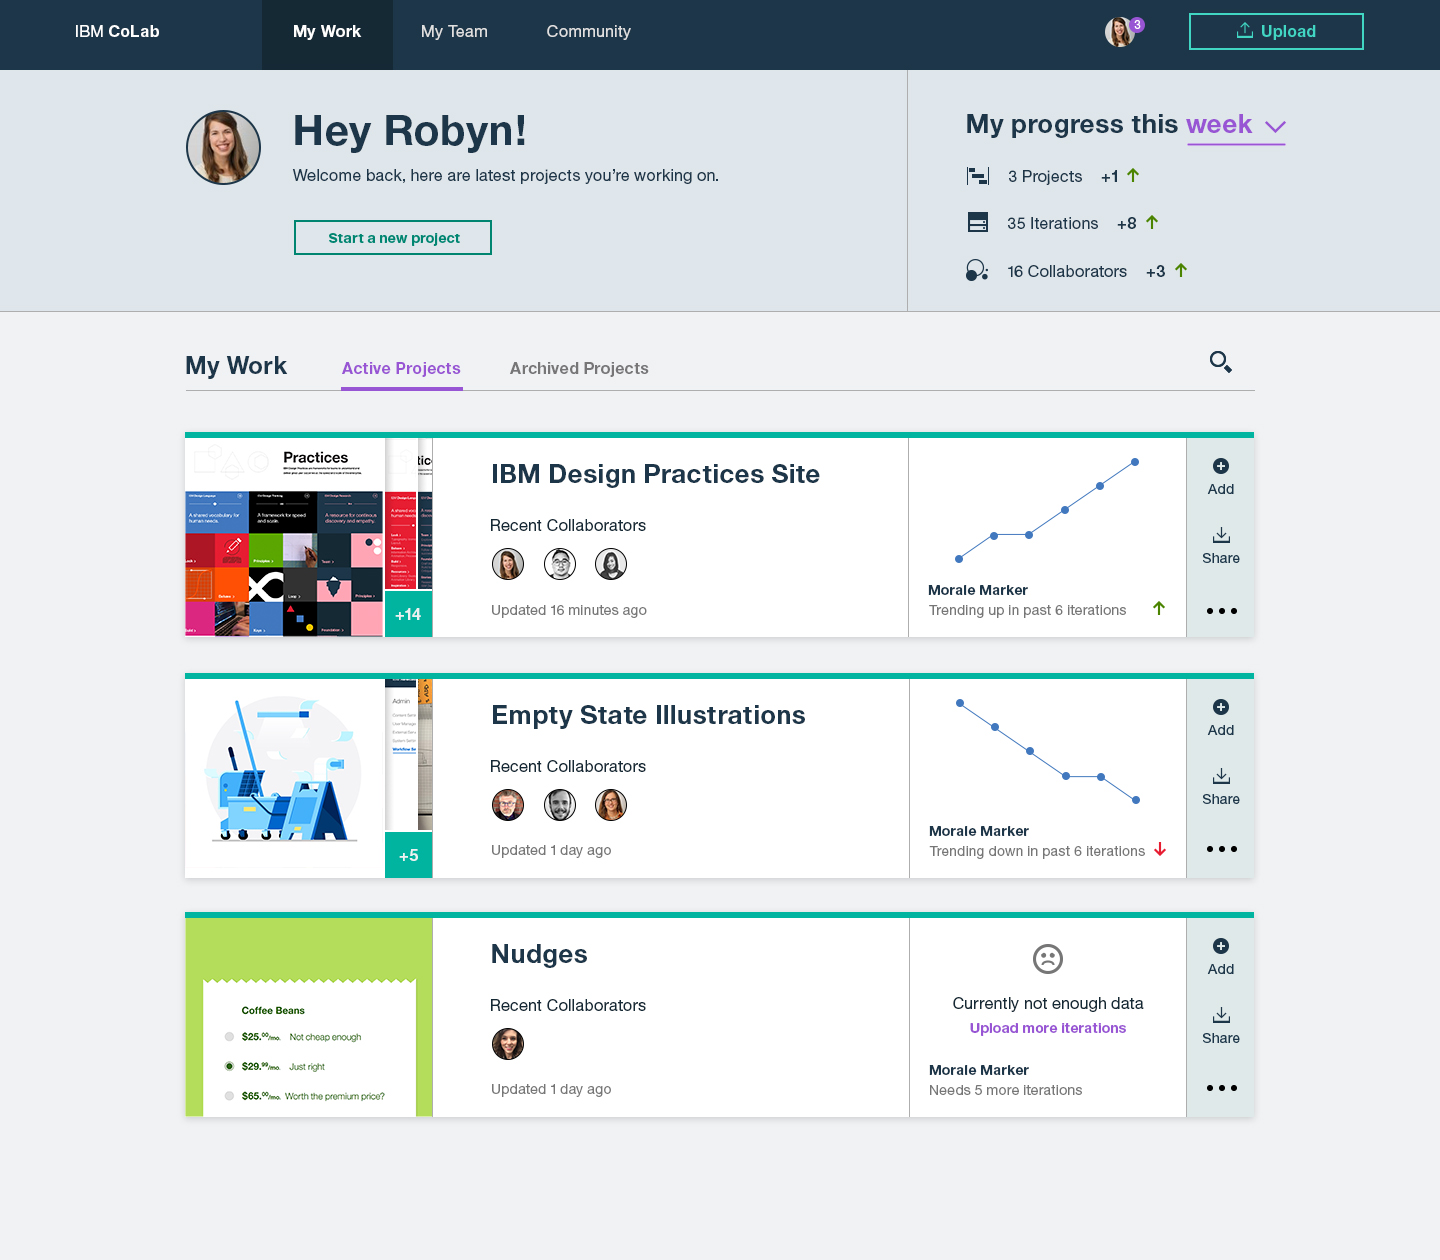 IBM CoLab
My Work
My Team
Community
3
Upload
Hey Robyn!
Welcome back, here are latest projects you’re working on.
Start a new project
My progress this week
3 Projects +1
35 Iterations +8
16 Collaborators +3
My Work
Active Projects
Archived Projects
Practices
A shared vocabulary for
human needs.
A framework for speed
and scale.
A resource for continuous
discovery and empathy.
+14
IBM Design Practices Site
Recent Collaborators
Updated 16 minutes ago
Morale Marker
Trending up in past 6 iterations
Add
Share
Admin
+5
Empty State Illustrations
Recent Collaborators
Updated 1 day ago
Morale Marker
Trending down in past 6 iterations
Add
Share
Coffee Beans
$25.00/mo. Not cheap enough
$29.99/mo. Just right
$65.00/mo. Worth the premium price?
Nudges
Recent Collaborators
Updated 1 day ago
Currently not enough data
Upload more iterations
Morale Marker
Needs 5 more iterations
Add
Share